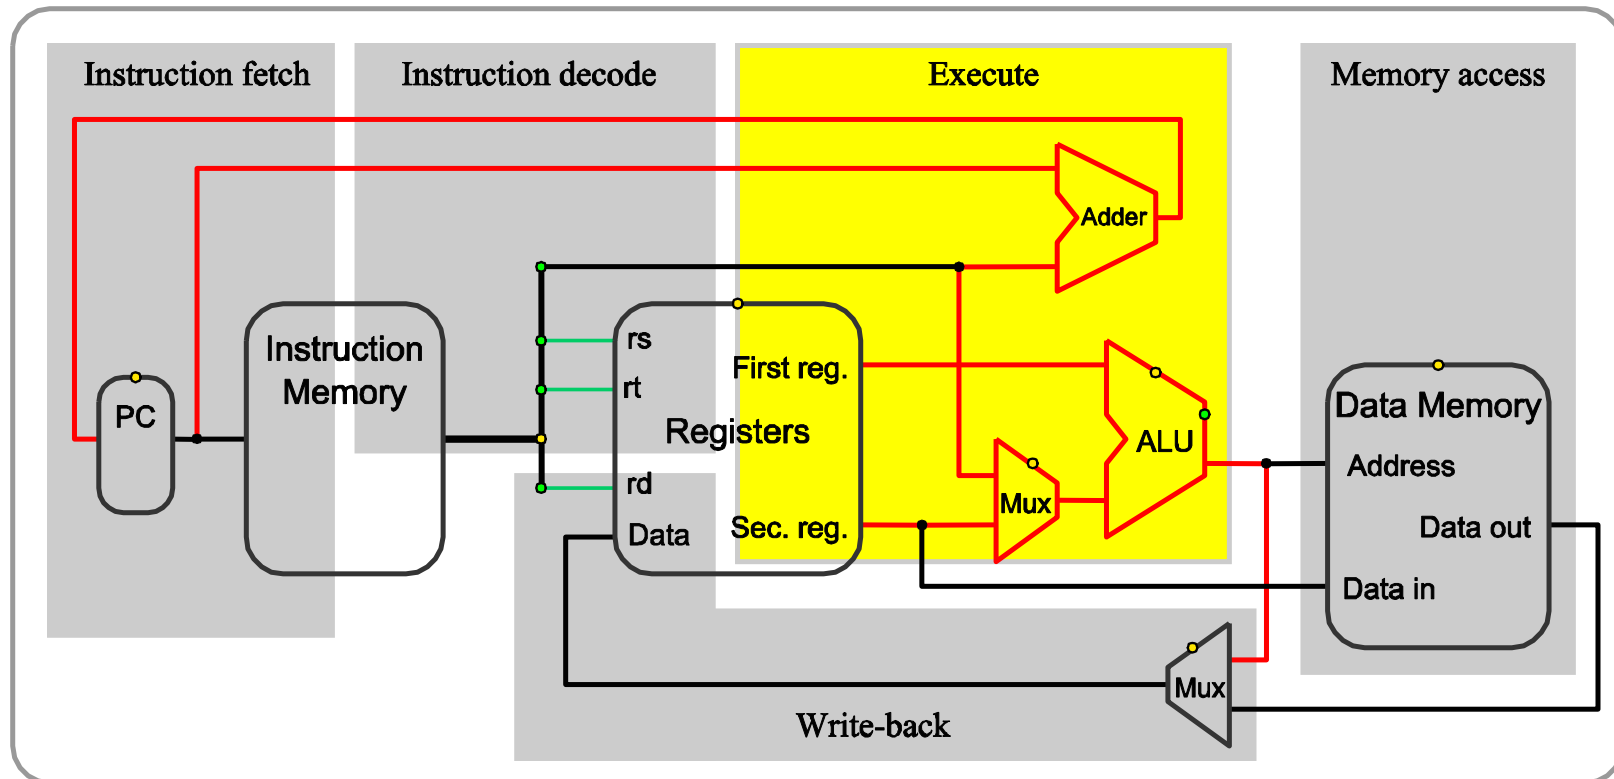 Instruction fetch
Instruction decode
Execute
Memory access
Adder
PC
Instruction
Memory
rs
rt
Registers
rd
Data
First reg.
Sec. reg.
Mux
ALU
Data Memory
Address
Data out
Data in
Mux
Write-back